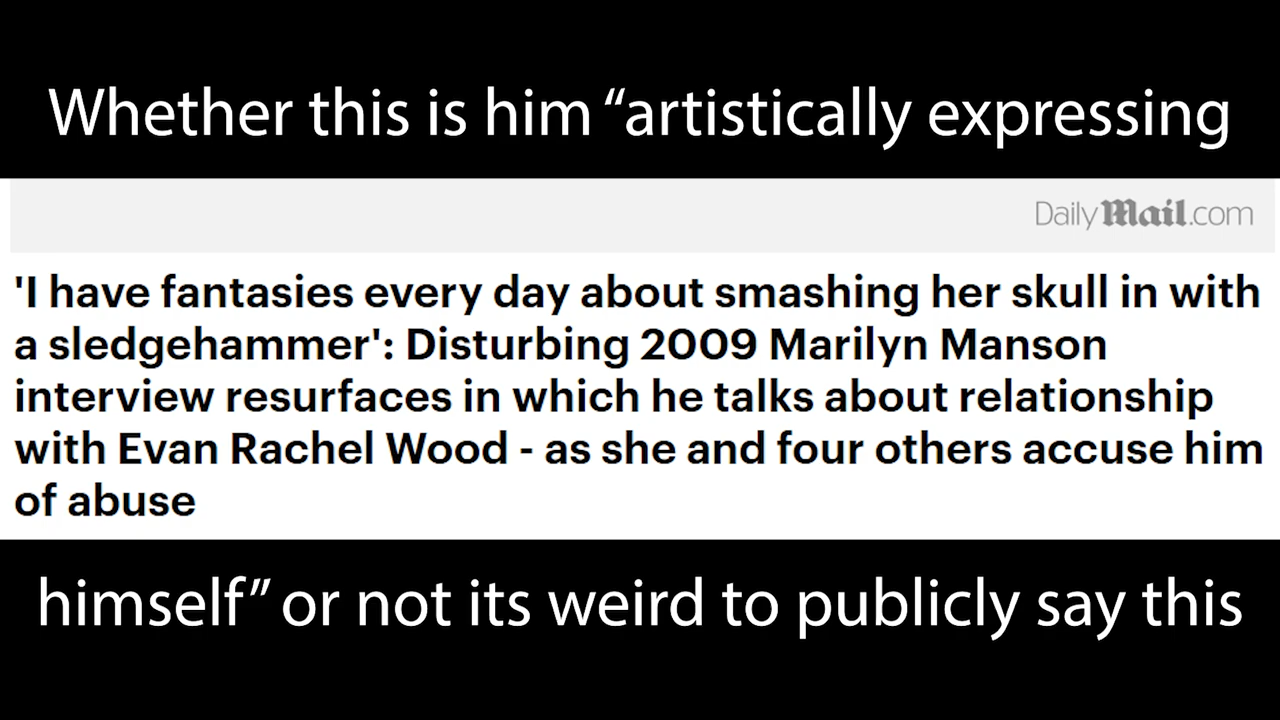 Whether this is him “artistically expressing
DailyMail.com
'I have fantasies every day about smashing her skull in with
a sledgehammer': Disturbing 2009 Marilyn Manson
interview resurfaces in which he talks about relationship
with Evan Rachel Wood - as she and four others accuse him
of abuse
himself” or not its weird to publicly say this